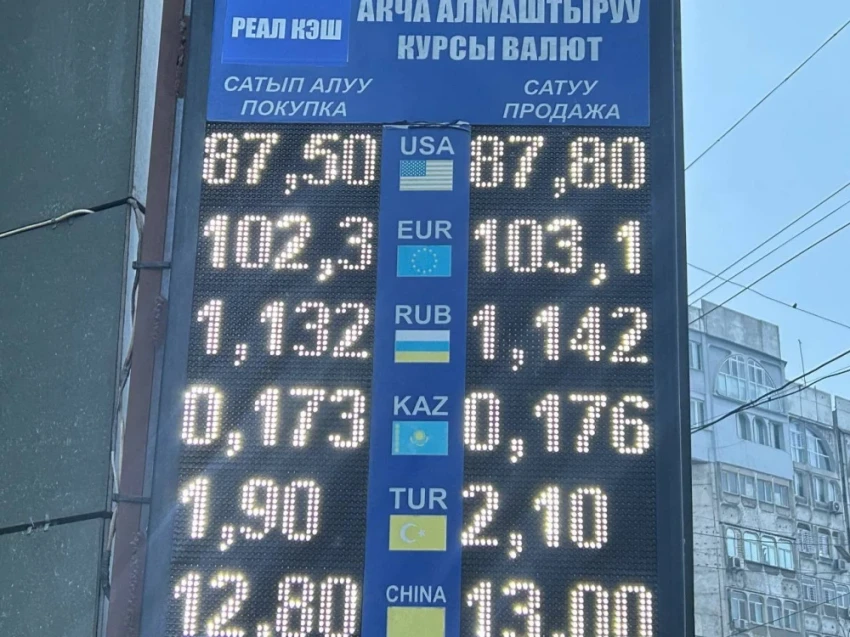 РЕАЛ КЭШ
АКЧА АЛМАШТЫРУУ
КУРСЫ ВАЛЮТ
САТЫП АЛУУ
ПОКУПКА
САТУУ
ПРОДАЖА
87,50 USA 87,80
102,3 EUR 103,1
1,132 RUB 1,142
0,173 KAZ 0,176
1,90 TUR 2,10
12,80 CHINA 13,00